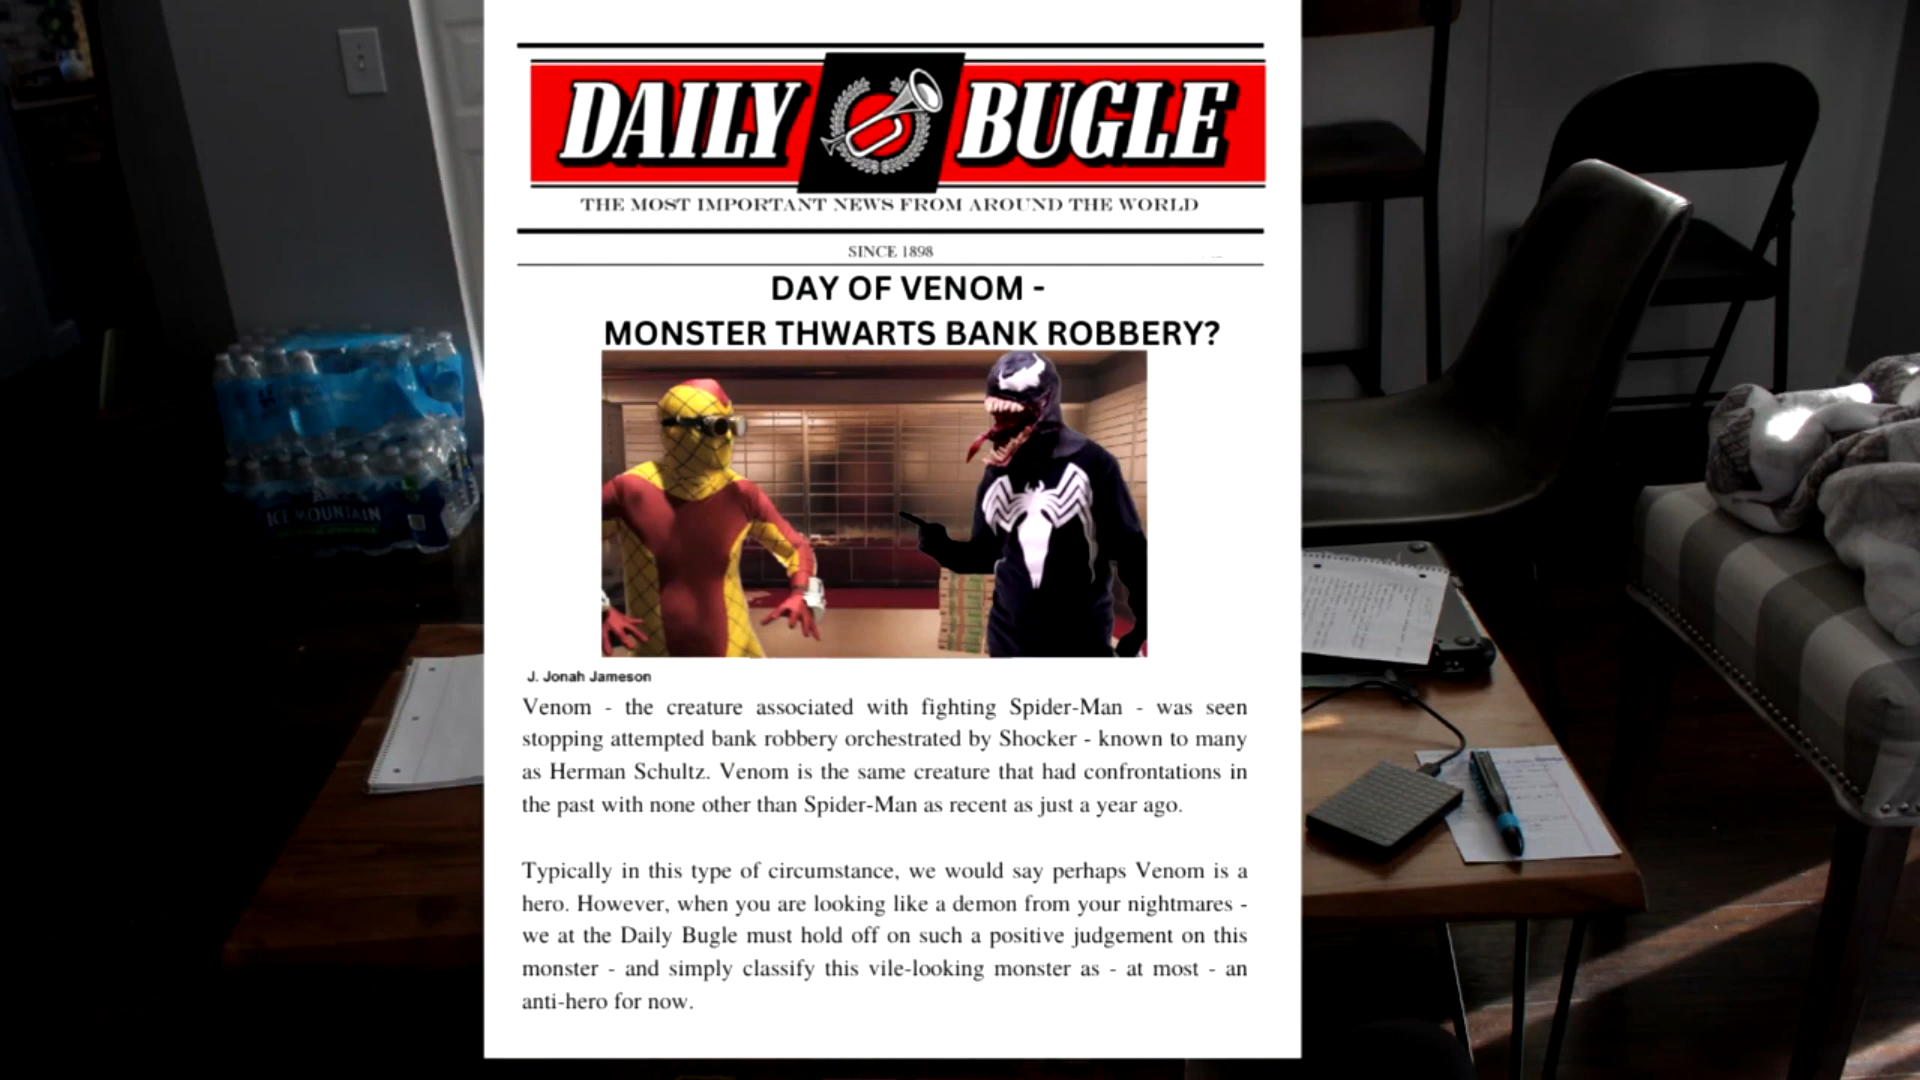 DAILY BUGLE
THE MOST IMPORTANT NEWS FROM AROUND THE WORLD
SINCE 1898
DAY OF VENOM -
MONSTER THWARTS BANK ROBBERY?
J. Jonah Jameson
Venom - the creature associated with fighting Spider-Man - was seen
stopping attempted bank robbery orchestrated by Shocker - known to many
as Herman Schultz. Venom is the same creature that had confrontations in
the past with none other than Spider-Man as recent as just a year ago.
Typically in this type of circumstance, we would say perhaps Venom is a
hero. However, when you are looking like a demon from your nightmares -
we at the Daily Bugle must hold off on such a positive judgement on this
monster - and simply classify this vile-looking monster as - at most - an
anti-hero for now.
ICE MOUNTAIN